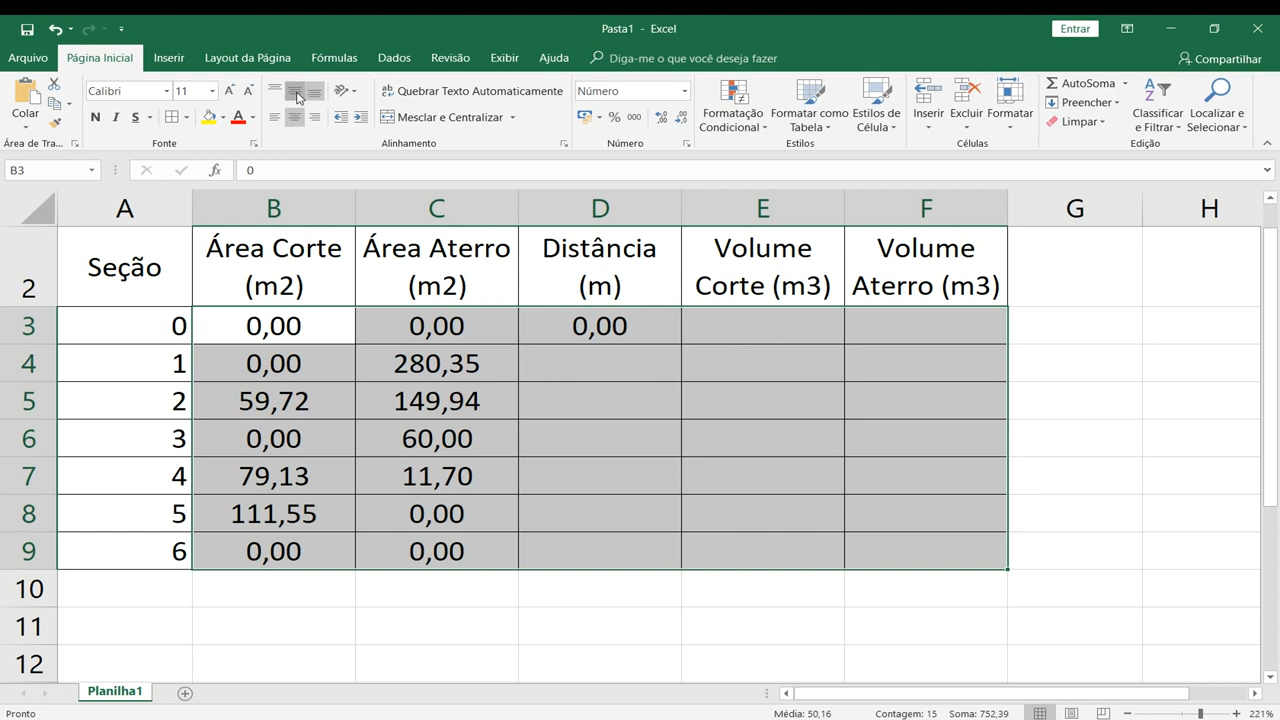 Pasta1 - Excel
Entrar
Arquivo Página Inicial Inserir Layout da Página Fórmulas Dados Revisão Exibir Ajuda Diga-me o que você deseja fazer Compartilhar
Calibri 11 Quebrar Texto Automaticamente Número AutoSoma
Preencher
Colar N I S A Mesclar e Centralizar % 000 Formatação Condicional Formatar como Tabela Estilos de Célula Inserir Excluir Formatar Limpar Classificar e Filtrar Localizar e Selecionar
Área de Tra... Fonte Alinhamento Número Estilos Células Edição
B3 fx 0
A B C D E F G H
2 Seção Área Corte (m2) Área Aterro (m2) Distância (m) Volume Corte (m3) Volume Aterro (m3)
3 0 0,00 0,00 0,00
4 1 0,00 280,35
5 2 59,72 149,94
6 3 0,00 60,00
7 4 79,13 11,70
8 5 111,55 0,00
9 6 0,00 0,00
10
11
12
Planilha1
Pronto Média: 50,16 Contagem: 15 Soma: 752,39 221%